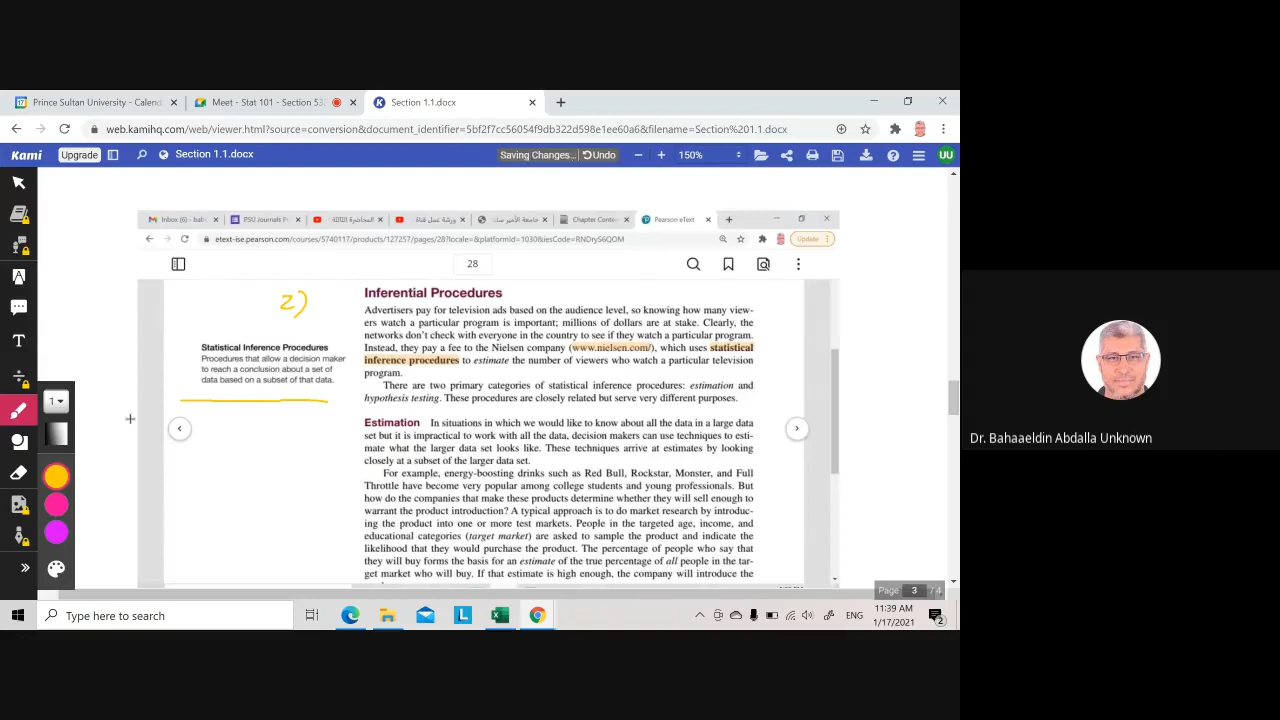 Prince Sultan University - Calend
Meet - Stat 101 - Section 53
Section 1.1.docx
web.kamihq.com/web/viewer.html?source=conversion&document_identifier=5bf2f7cc56054f9db322d598e1ee60a6&filename=Section%201.1.docx
Kami Upgrade Section 1.1.docx Saving Changes... Undo 150% UU
Inbox (6) - bah PSU Journals P المحاضرة الثالثة ورشة عمل قناة جامعة الأمير سلط Chapter Conte Pearson eText
etext-ise.pearson.com/courses/5740117/products/127257/pages/28?locale=&platformId=1030&iesCode=RNDryS6QOM Update
28
2)
Inferential Procedures
Advertisers pay for television ads based on the audience level, so knowing how many view-
ers watch a particular program is important; millions of dollars are at stake. Clearly, the
networks don't check with everyone in the country to see if they watch a particular program.
Instead, they pay a fee to the Nielsen company (www.nielsen.com/), which uses statistical
inference procedures to estimate the number of viewers who watch a particular television
program.
There are two primary categories of statistical inference procedures: estimation and
hypothesis testing. These procedures are closely related but serve very different purposes.
Statistical Inference Procedures
Procedures that allow a decision maker
to reach a conclusion about a set of
data based on a subset of that data.
Estimation In situations in which we would like to know about all the data in a large data
set but it is impractical to work with all the data, decision makers can use techniques to esti-
mate what the larger data set looks like. These techniques arrive at estimates by looking
closely at a subset of the larger data set.
For example, energy-boosting drinks such as Red Bull, Rockstar, Monster, and Full
Throttle have become very popular among college students and young professionals. But
how do the companies that make these products determine whether they will sell enough to
warrant the product introduction? A typical approach is to do market research by introduc-
ing the product into one or more test markets. People in the targeted age, income, and
educational categories (target market) are asked to sample the product and indicate the
likelihood that they would purchase the product. The percentage of people who say that
they will buy forms the basis for an estimate of the true percentage of all people in the tar-
get market who will buy. If that estimate is high enough, the company will introduce the
1
T
Page 3 / 4
Type here to search
L
ENG
11:39 AM
1/17/2021
2
Dr. Bahaaeldin Abdalla Unknown